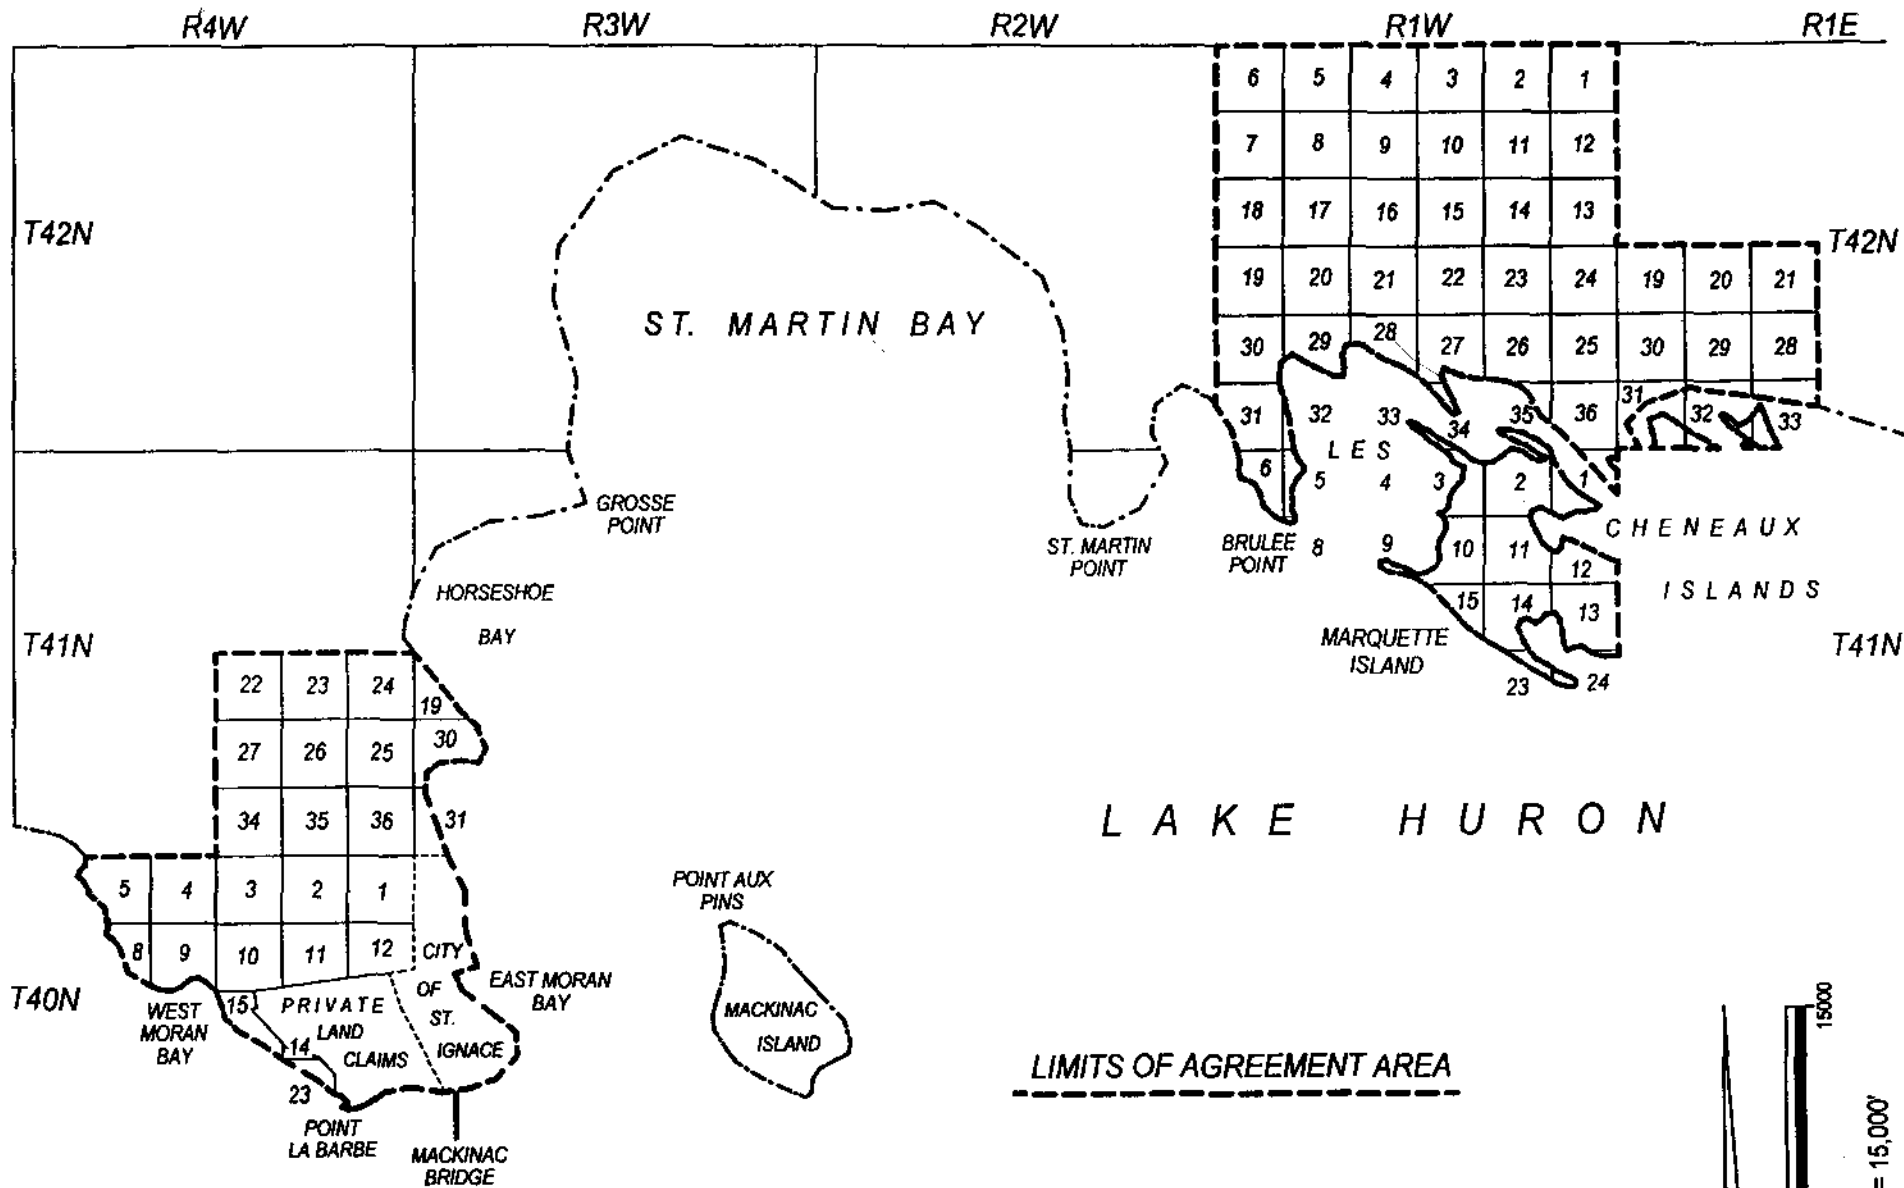 R4W R3W R2W R1W R1E
6 5 4 3 2 1
7 8 9 10 11 12
T42N 18 17 16 15 14 13 T42N
19 20 21 22 23 24 19 20 21
ST. MARTIN BAY
30 29 28 27 26 25 30 29 28
31 32 33 34 35 36 31 32 33
LES
6 5 4 3 2 1
GROSSE
POINT
ST. MARTIN
POINT
BRULEE
POINT
8 9 10 11 12
CHENEAUX
ISLANDS
HORSESHOE
BAY
15 14 13
MARQUETTE
ISLAND
23 24
T41N T41N
22 23 24 19
27 26 25 30
34 35 36 31
LAKE HURON
5 4 3 2 1
8 9 10 11 12
CITY
OF
ST.
IGNACE
POINT AUX
PINS
EAST MORAN
BAY
MACKINAC
ISLAND
T40N
WEST
MORAN
BAY
15 PRIVATE
LAND
CLAIMS
14
23
POINT
LA BARBE
MACKINAC
BRIDGE
LIMITS OF AGREEMENT AREA
15000
= 15,000'